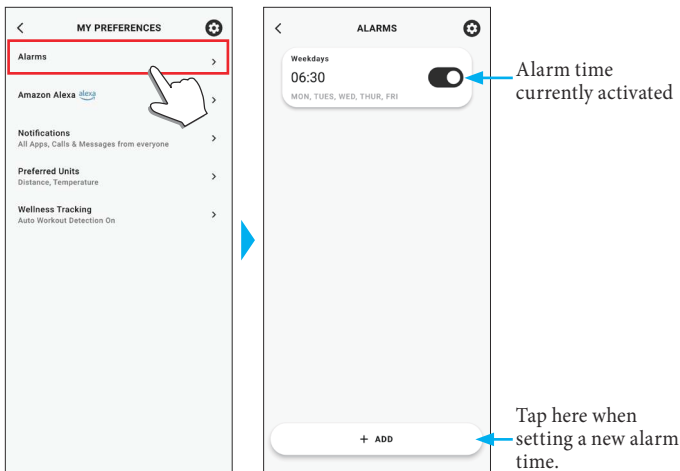 MY PREFERENCES
Alarms
Amazon Alexa alexa
Notifications
All Apps, Calls & Messages from everyone
Preferred Units
Distance, Temperature
Wellness Tracking
Auto Workout Detection On
ALARMS
Weekdays
06:30
MON, TUES, WED, THUR, FRI
+ ADD
Alarm time
currently activated
Tap here when
setting a new alarm
time.